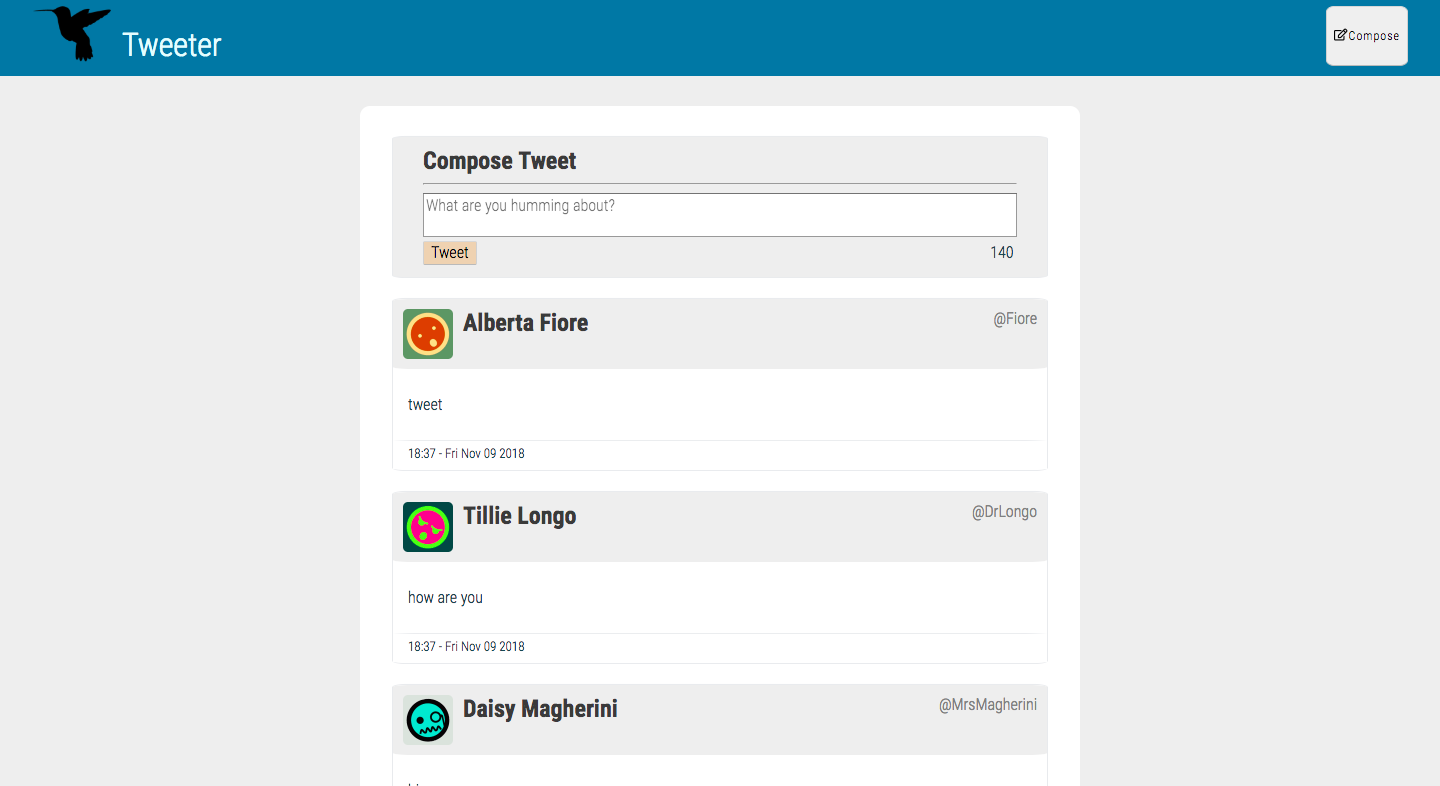 Tweeter
Compose
Compose Tweet
What are you humming about?
Tweet
140
Alberta Fiore
@Fiore
tweet
18:37 - Fri Nov 09 2018
Tillie Longo
@DrLongo
how are you
18:37 - Fri Nov 09 2018
Daisy Magherini
@MrsMagherini